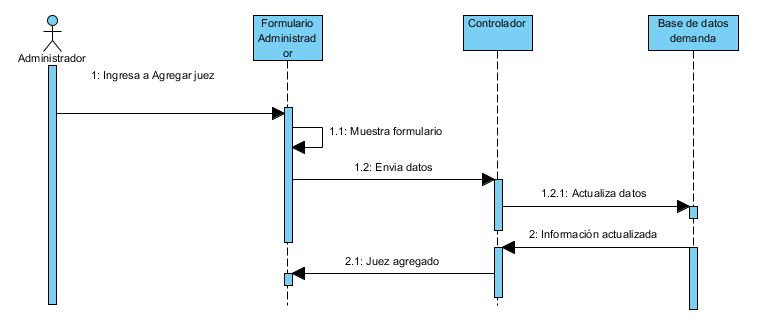 Formulario
Administrad
or
Controlador
Base de datos
demanda
Administrador
1: Ingresa a Agregar juez
1.1: Muestra formulario
1.2: Envia datos
1.2.1: Actualiza datos
2: Información actualizada
2.1: Juez agregado